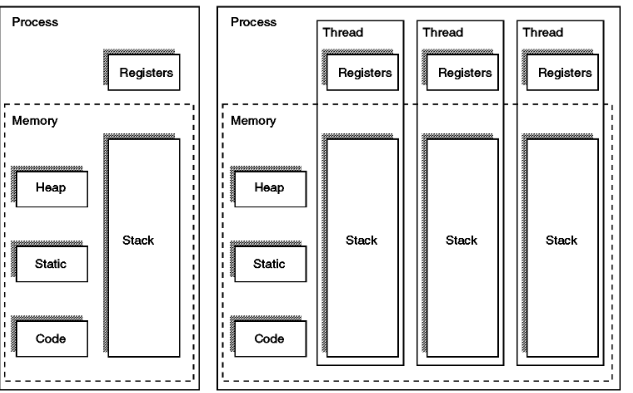 Process
Registers
Memory
Heap
Static
Code
Stack
Process
Thread
Thread
Thread
Registers
Registers
Registers
Memory
Heap
Static
Code
Stack
Stack
Stack